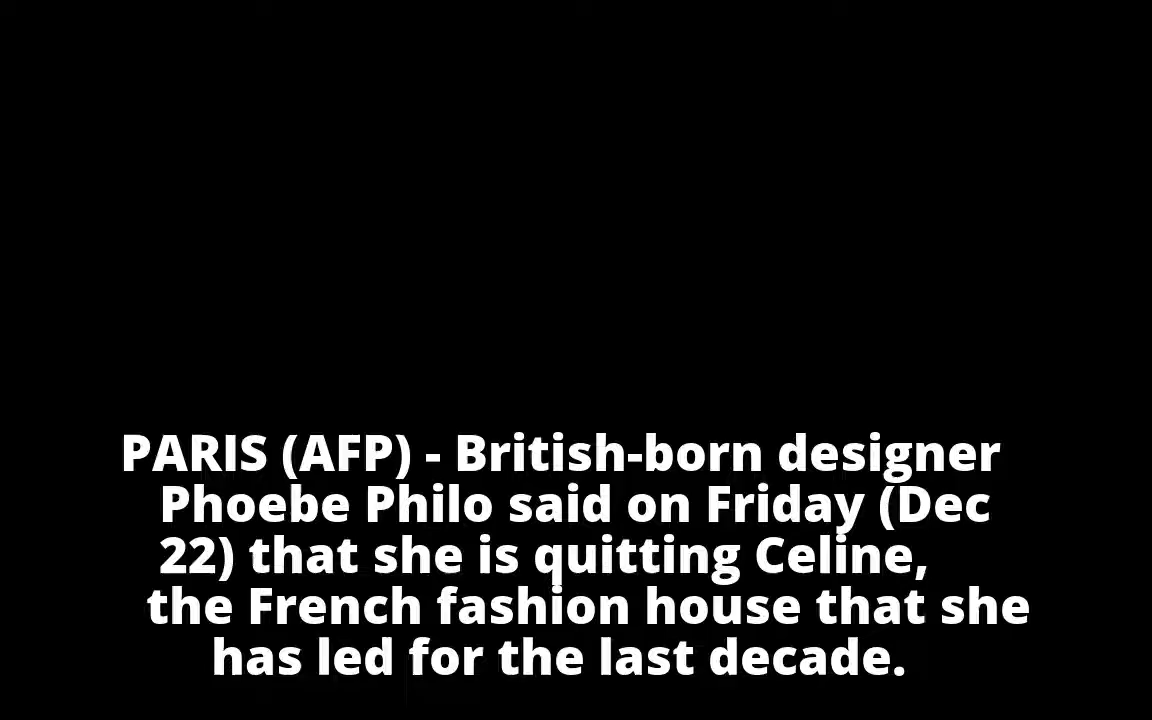 PARIS (AFP) - British-born designer
Phoebe Philo said on Friday (Dec
22) that she is quitting Celine,
the French fashion house that she
has led for the last decade.